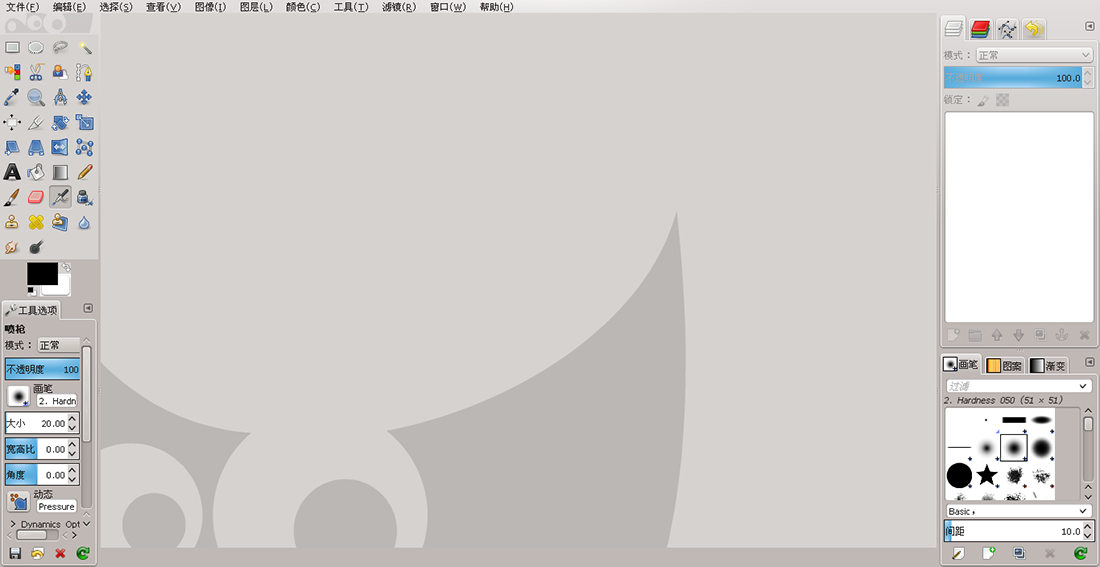 文件(F) 编辑(E) 选择(S) 查看(V) 图像(I) 图层(L) 颜色(C) 工具(T) 滤镜(R) 窗口(W) 帮助(H)
工具选项
喷枪
模式： 正常
不透明度 100
画笔
2. Hardn
大小 20.00
宽高比 0.00
角度 0.00
动态
Pressure
Dynamics Opt
模式： 正常
不透明度 100.0
锁定：
画笔 图案 渐变
过滤
2. Hardness 050 (51 × 51)
Basic,
间距 10.0